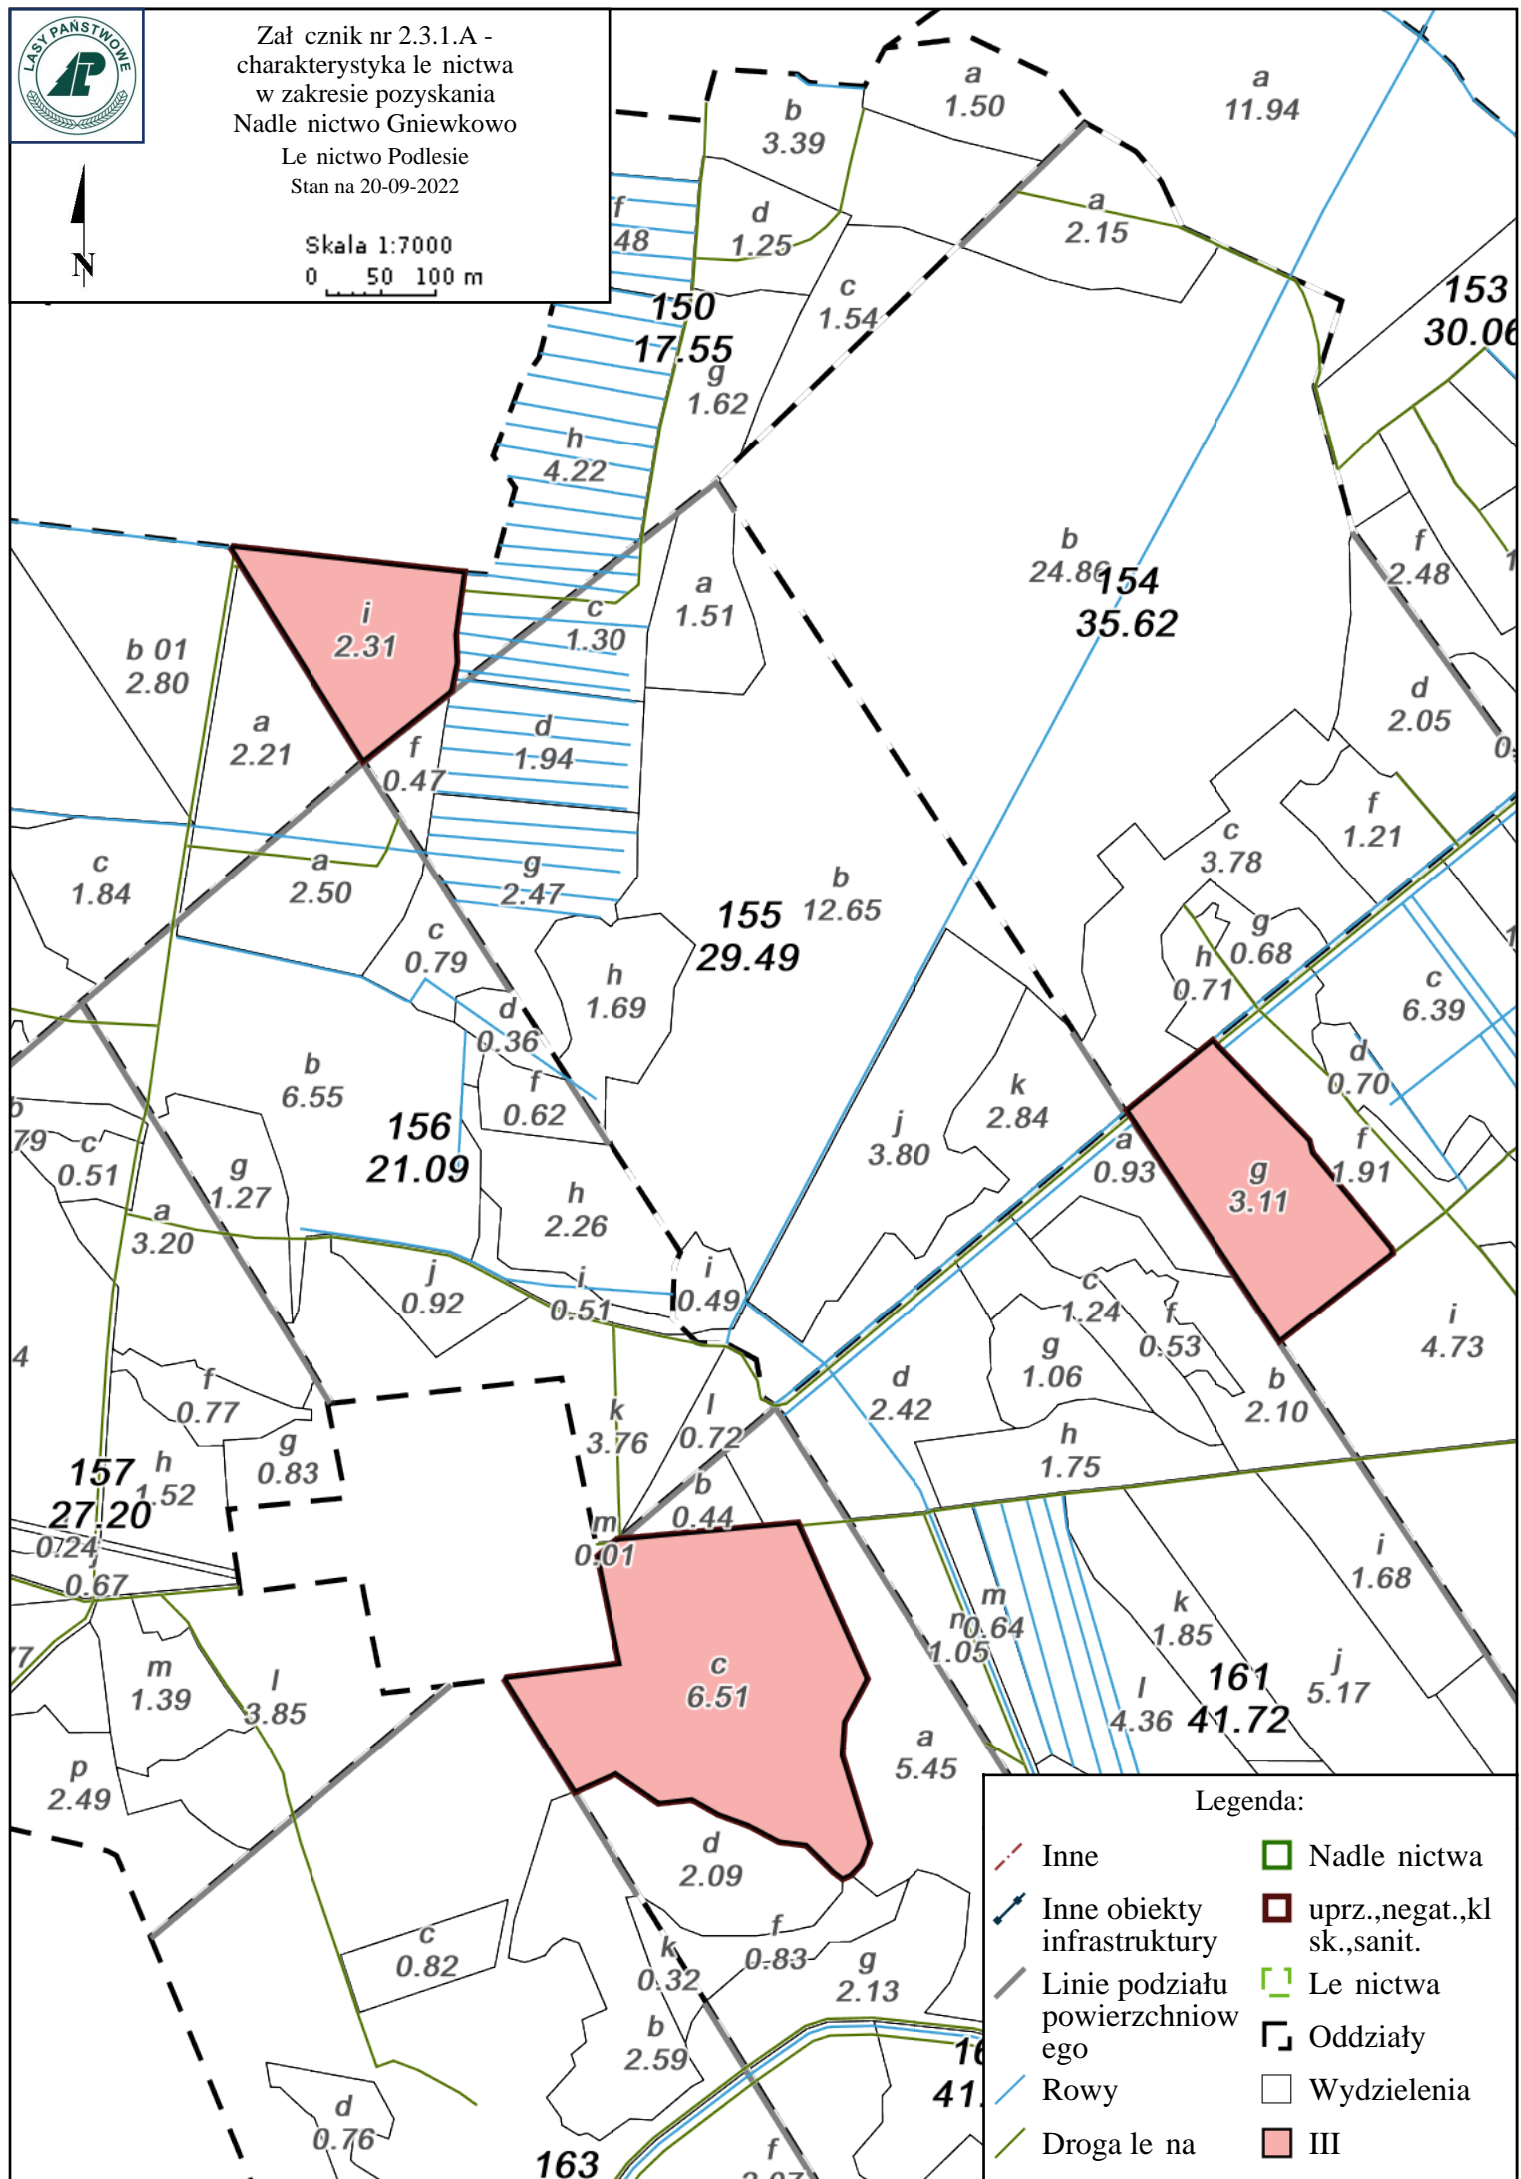 LASY PAŃSTWOWE
Zał cznik nr 2.3.1.A -
charakterystyka le nictwa
w zakresie pozyskania
Nadle nictwo Gniewkowo
Le nictwo Podlesie
Stan na 20-09-2022
N
Skala 1:7000
0 50 100 m
a
1.50
a
11.94
b
3.39
f
48
d
1.25
a
2.15
c
1.54
150
17.55
153
30.06
g
1.62
h
4.22
b
24.86
154
35.62
f
2.48
a
1.51
c
1.30
i
2.31
b 01
2.80
a
2.21
d
1.94
f
0.47
d
2.05
0.
f
1.21
c
3.78
c
1.84
a
2.50
g
2.47
b
12.65
155
29.49
c
0.79
h
1.69
g
0.68
h
0.71
c
6.39
d
0.36
f
0.62
b
6.55
156
21.09
k
2.84
j
3.80
d
0.70
a
0.93
f
1.91
g
3.11
b
79
c
0.51
g
1.27
a
3.20
h
2.26
j
0.92
i
0.51
i
0.49
c
1.24
f
0.53
g
1.06
i
4.73
4
f
0.77
d
2.42
b
2.10
k
3.76
l
0.72
h
1.75
g
0.83
h
1.52
157
27.20
b
0.44
m
0.01
0.24
j
0.67
i
1.68
m
0.64
n
1.05
k
1.85
77
m
1.39
l
3.85
c
6.51
161
41.72
j
5.17
l
4.36
a
5.45
p
2.49
d
2.09
c
0.82
f
0.83
k
0.32
g
2.13
b
2.59
16
41.
d
0.76
163
f
Legenda:
Inne
Inne obiekty
infrastruktury
Linie podziału
powierzchniow
ego
Rowy
Droga le na
Nadle nictwa
uprz.,negat.,kl
sk.,sanit.
Le nictwa
Oddziały
Wydzielenia
III